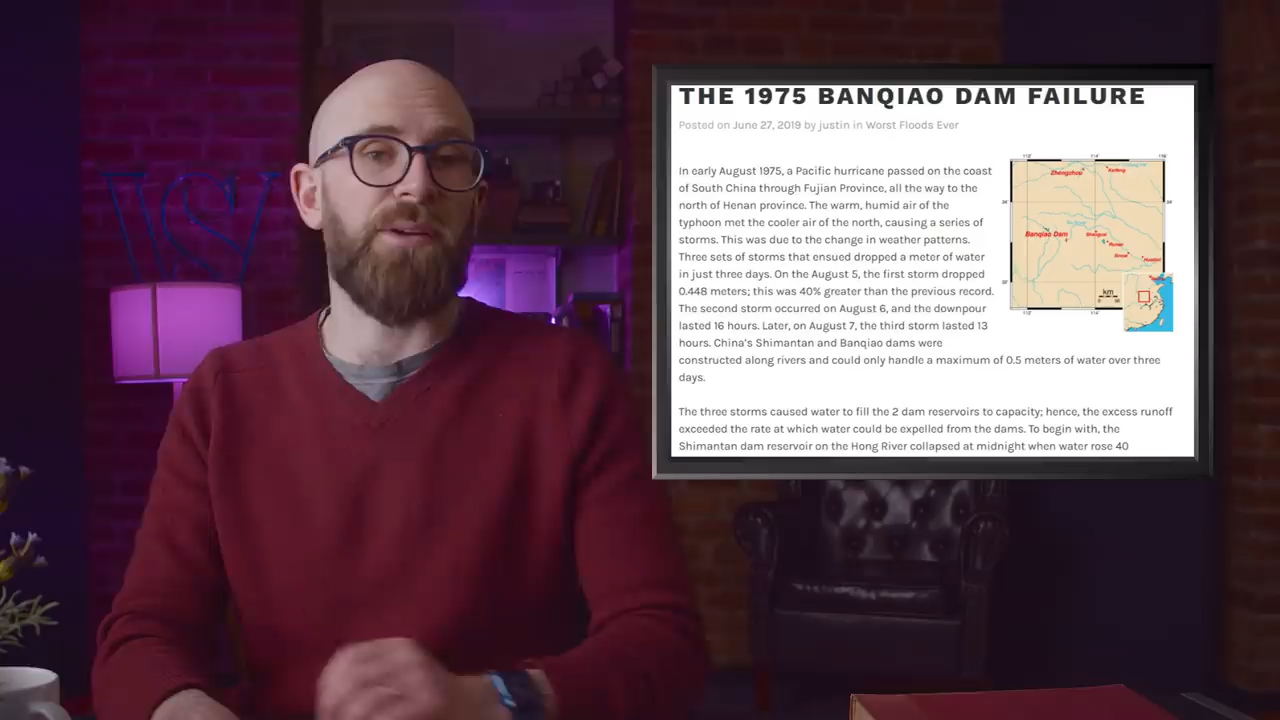 THE 1975 BANQIAO DAM FAILURE
Posted on June 27, 2019 by justin in Worst Floods Ever
In early August 1975, a Pacific hurricane passed on the coast
of South China through Fujian Province, all the way to the
north of Henan province. The warm, humid air of the
typhoon met the cooler air of the north, causing a series of
storms. This was due to the change in weather patterns.
Three sets of storms that ensued dropped a meter of water
in just three days. On the August 5, the first storm dropped
0.448 meters; this was 40% greater than the previous record.
The second storm occurred on August 6, and the downpour
lasted 16 hours. Later, on August 7, the third storm lasted 13
hours. China's Shimantan and Banqiao dams were
constructed along rivers and could only handle a maximum of 0.5 meters of water over three
days.
The three storms caused water to fill the 2 dam reservoirs to capacity; hence, the excess runoff
exceeded the rate at which water could be expelled from the dams. To begin with, the
Shimantan dam reservoir on the Hong River collapsed at midnight when water rose 40
Zhengzhou
Kaifeng
Banqiao Dam
km